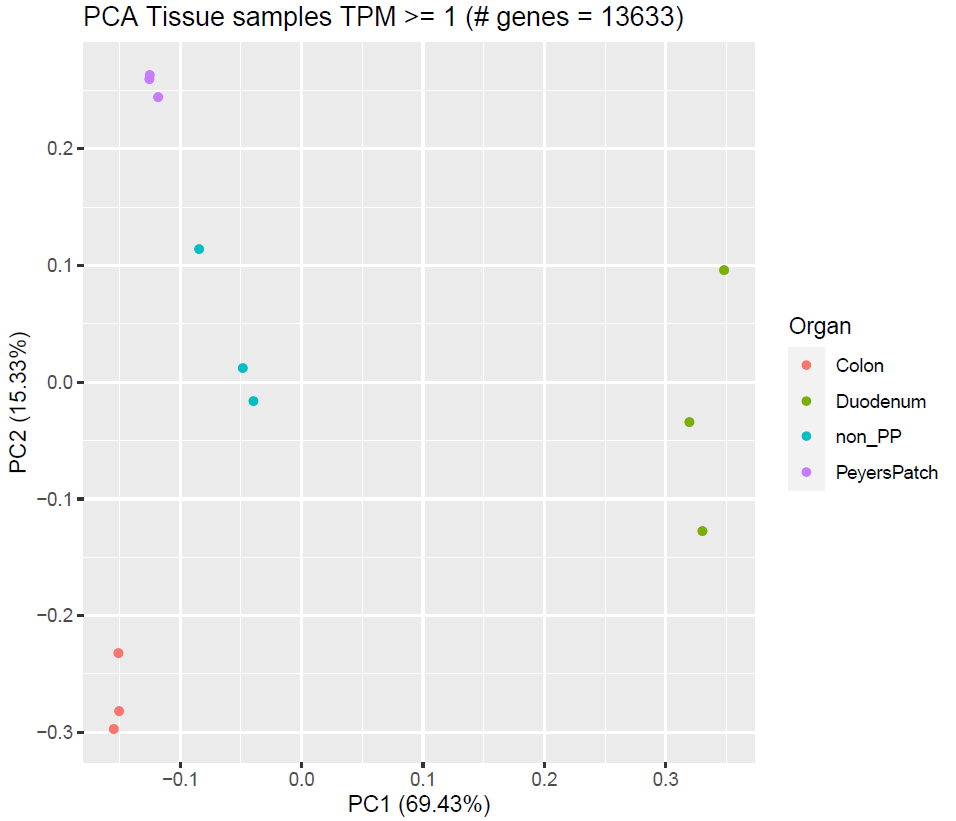 PCA Tissue samples TPM >= 1 (# genes = 13633)
0.2
0.1
0.0
−0.1
−0.2
−0.3
PC2 (15.33%)
−0.1
0.0
0.1
0.2
0.3
PC1 (69.43%)
Organ
Colon
Duodenum
non_PP
PeyersPatch